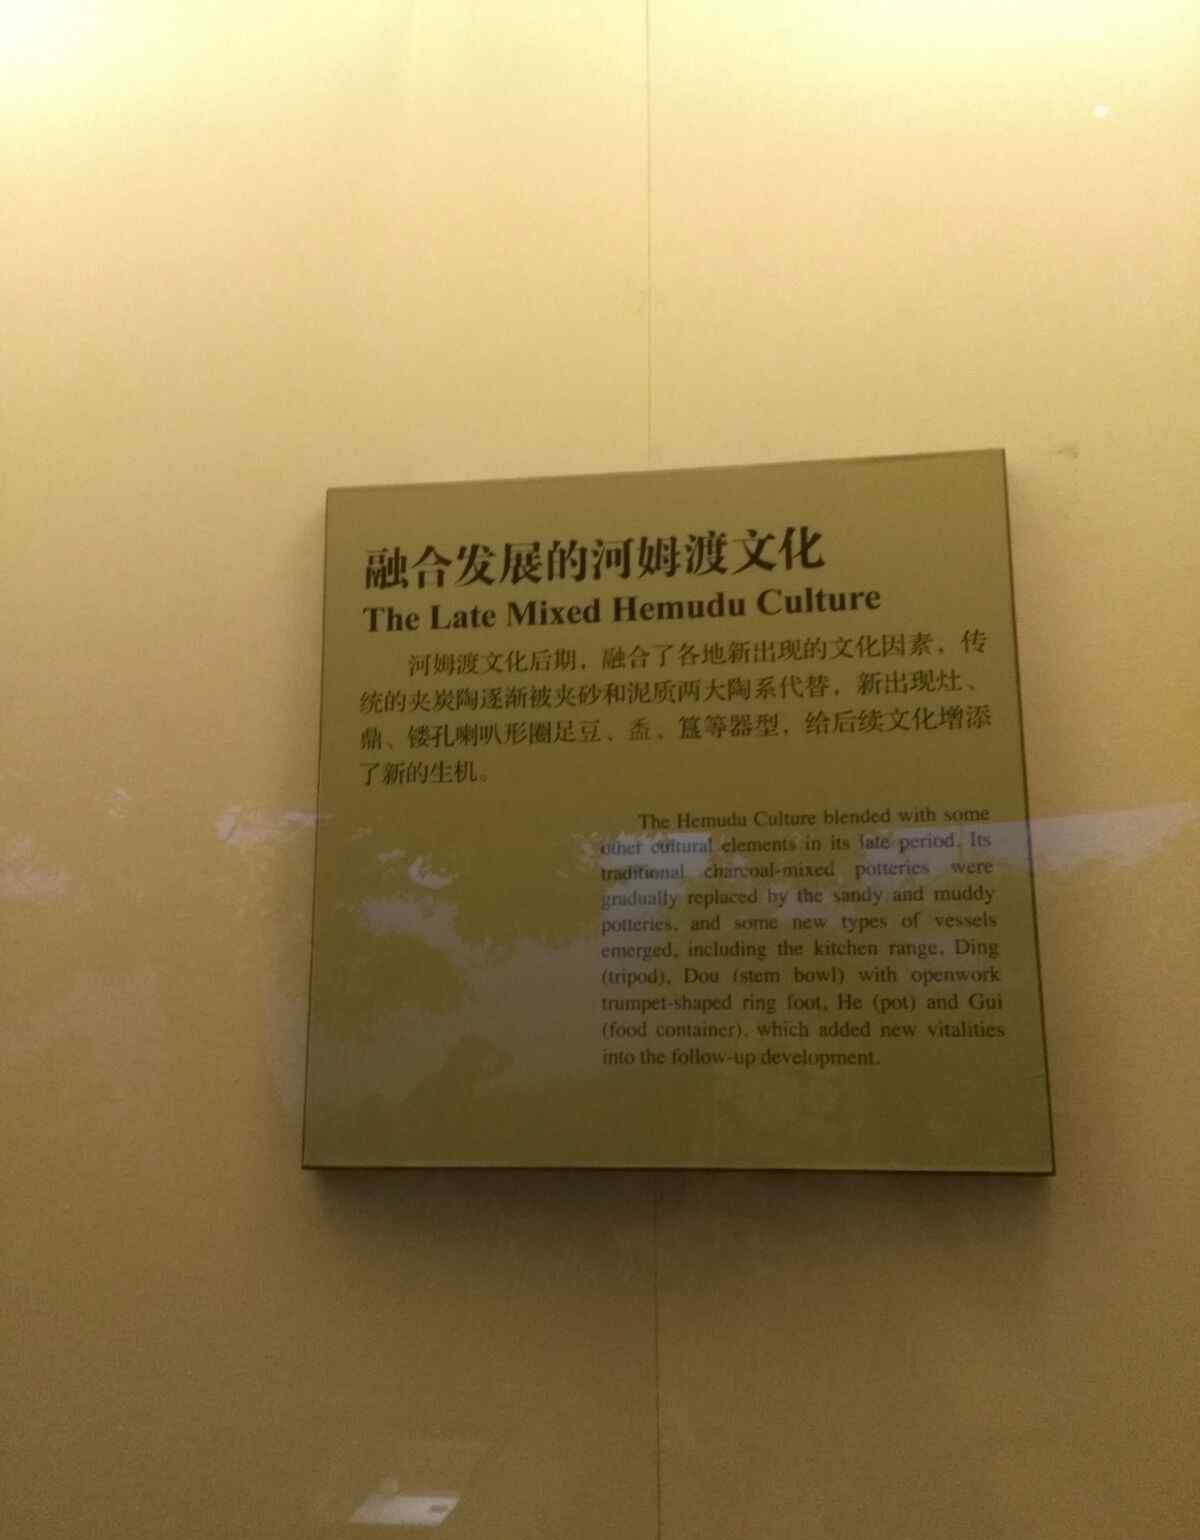 融合发展的河姆渡文化
The Late Mixed Hemudu Culture
河姆渡文化后期，融合了各地新出现的文化因素，传
统的夹炭陶逐渐被夹砂和泥质两大陶系代替，新出现灶、
鼎、镂孔喇叭形圈足豆、盉、簋等器型，给后续文化增添
了新的生机。
The Hemudu Culture blended with some
other cultural elements in its late period. Its
traditional charcoal-mixed potteries were
gradually replaced by the sandy and muddy
potteries, and some new types of vessels
emerged, including the kitchen range, Ding
(tripod), Dou (stem bowl) with openwork
trumpet-shaped ring foot, He (pot) and Gui
(food container), which added new vitalities
into the follow-up development.